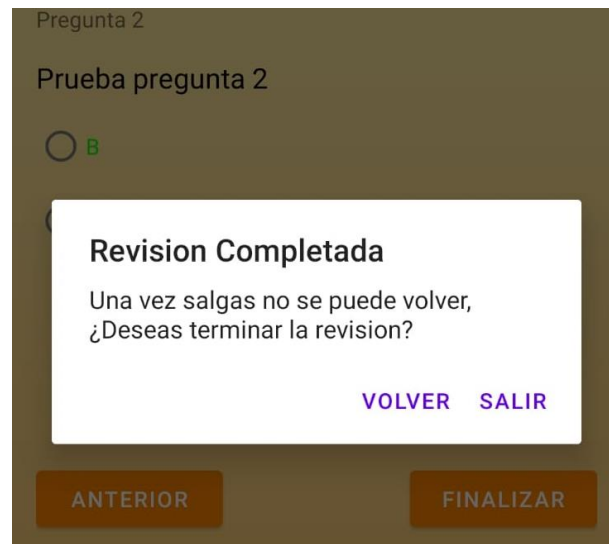 Pregunta 2
Prueba pregunta 2
B
Revision Completada
Una vez salgas no se puede volver,
¿Deseas terminar la revision?
VOLVER SALIR
ANTERIOR FINALIZAR